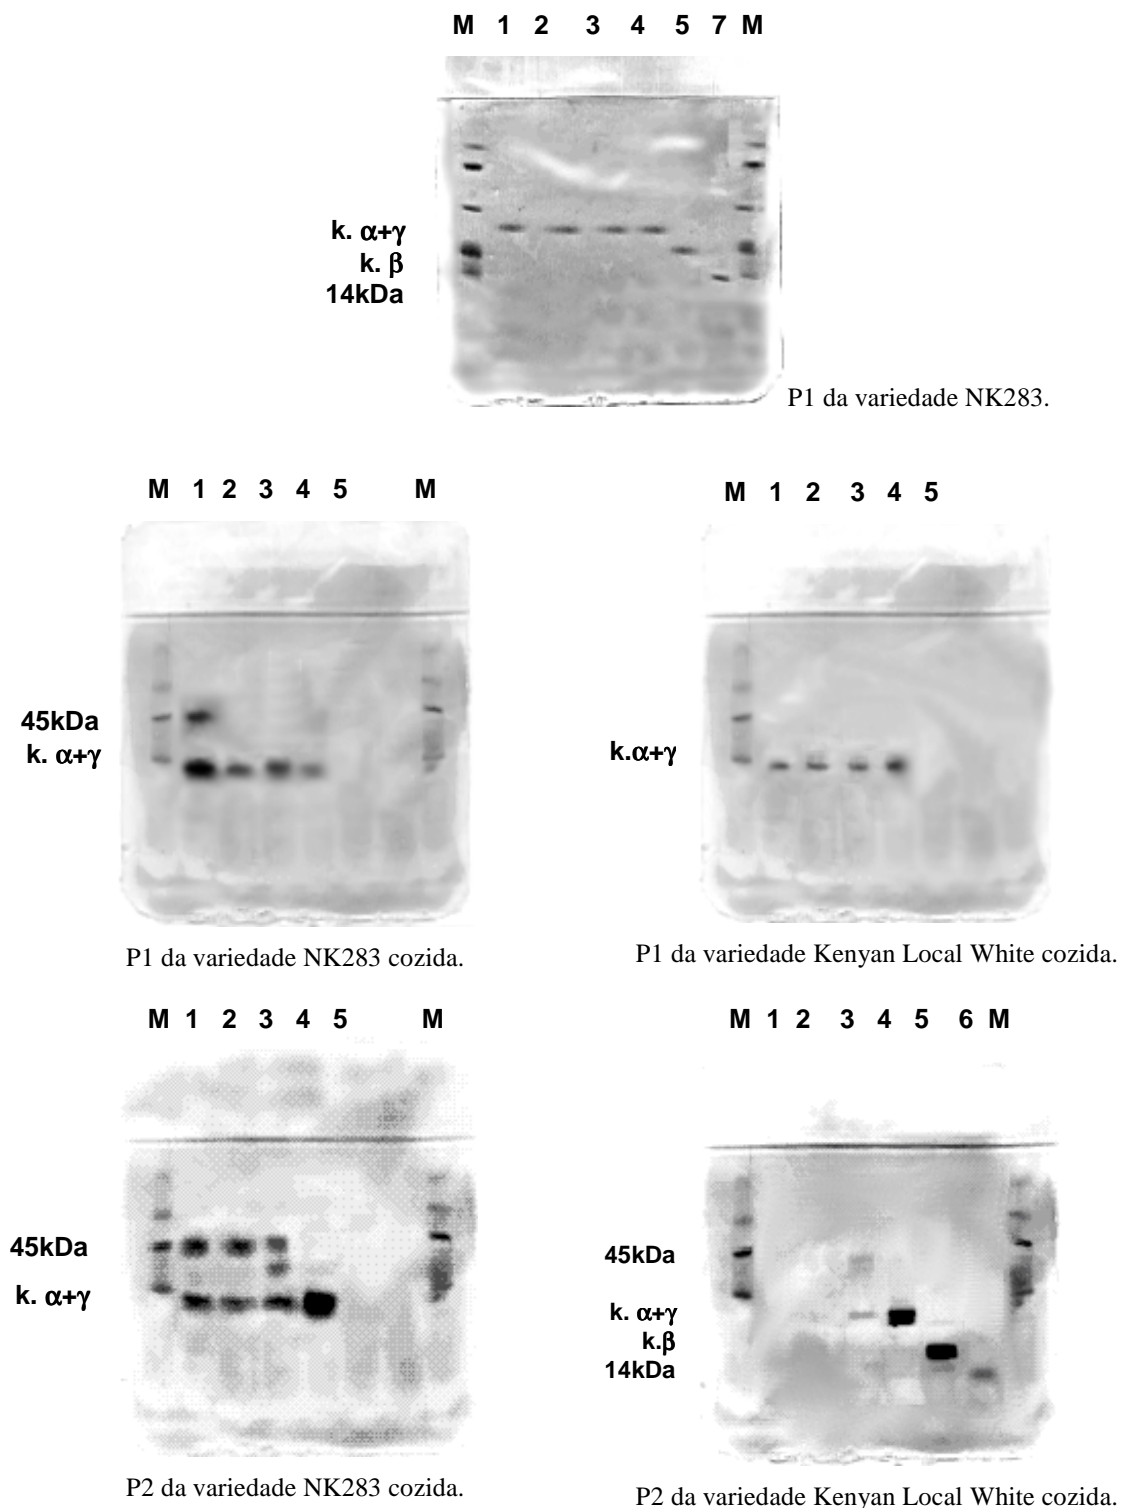 M 1 2 3 4 5 7 M
k. α+γ
k. β
14kDa
P1 da variedade NK283.
M 1 2 3 4 5 M
45kDa
k. α+γ
P1 da variedade NK283 cozida.
M 1 2 3 4 5
k.α+γ
P1 da variedade Kenyan Local White cozida.
M 1 2 3 4 5 M
45kDa
k. α+γ
P2 da variedade NK283 cozida.
M 1 2 3 4 5 6 M
45kDa
k. α+γ
k.β
14kDa
P2 da variedade Kenyan Local White cozida.